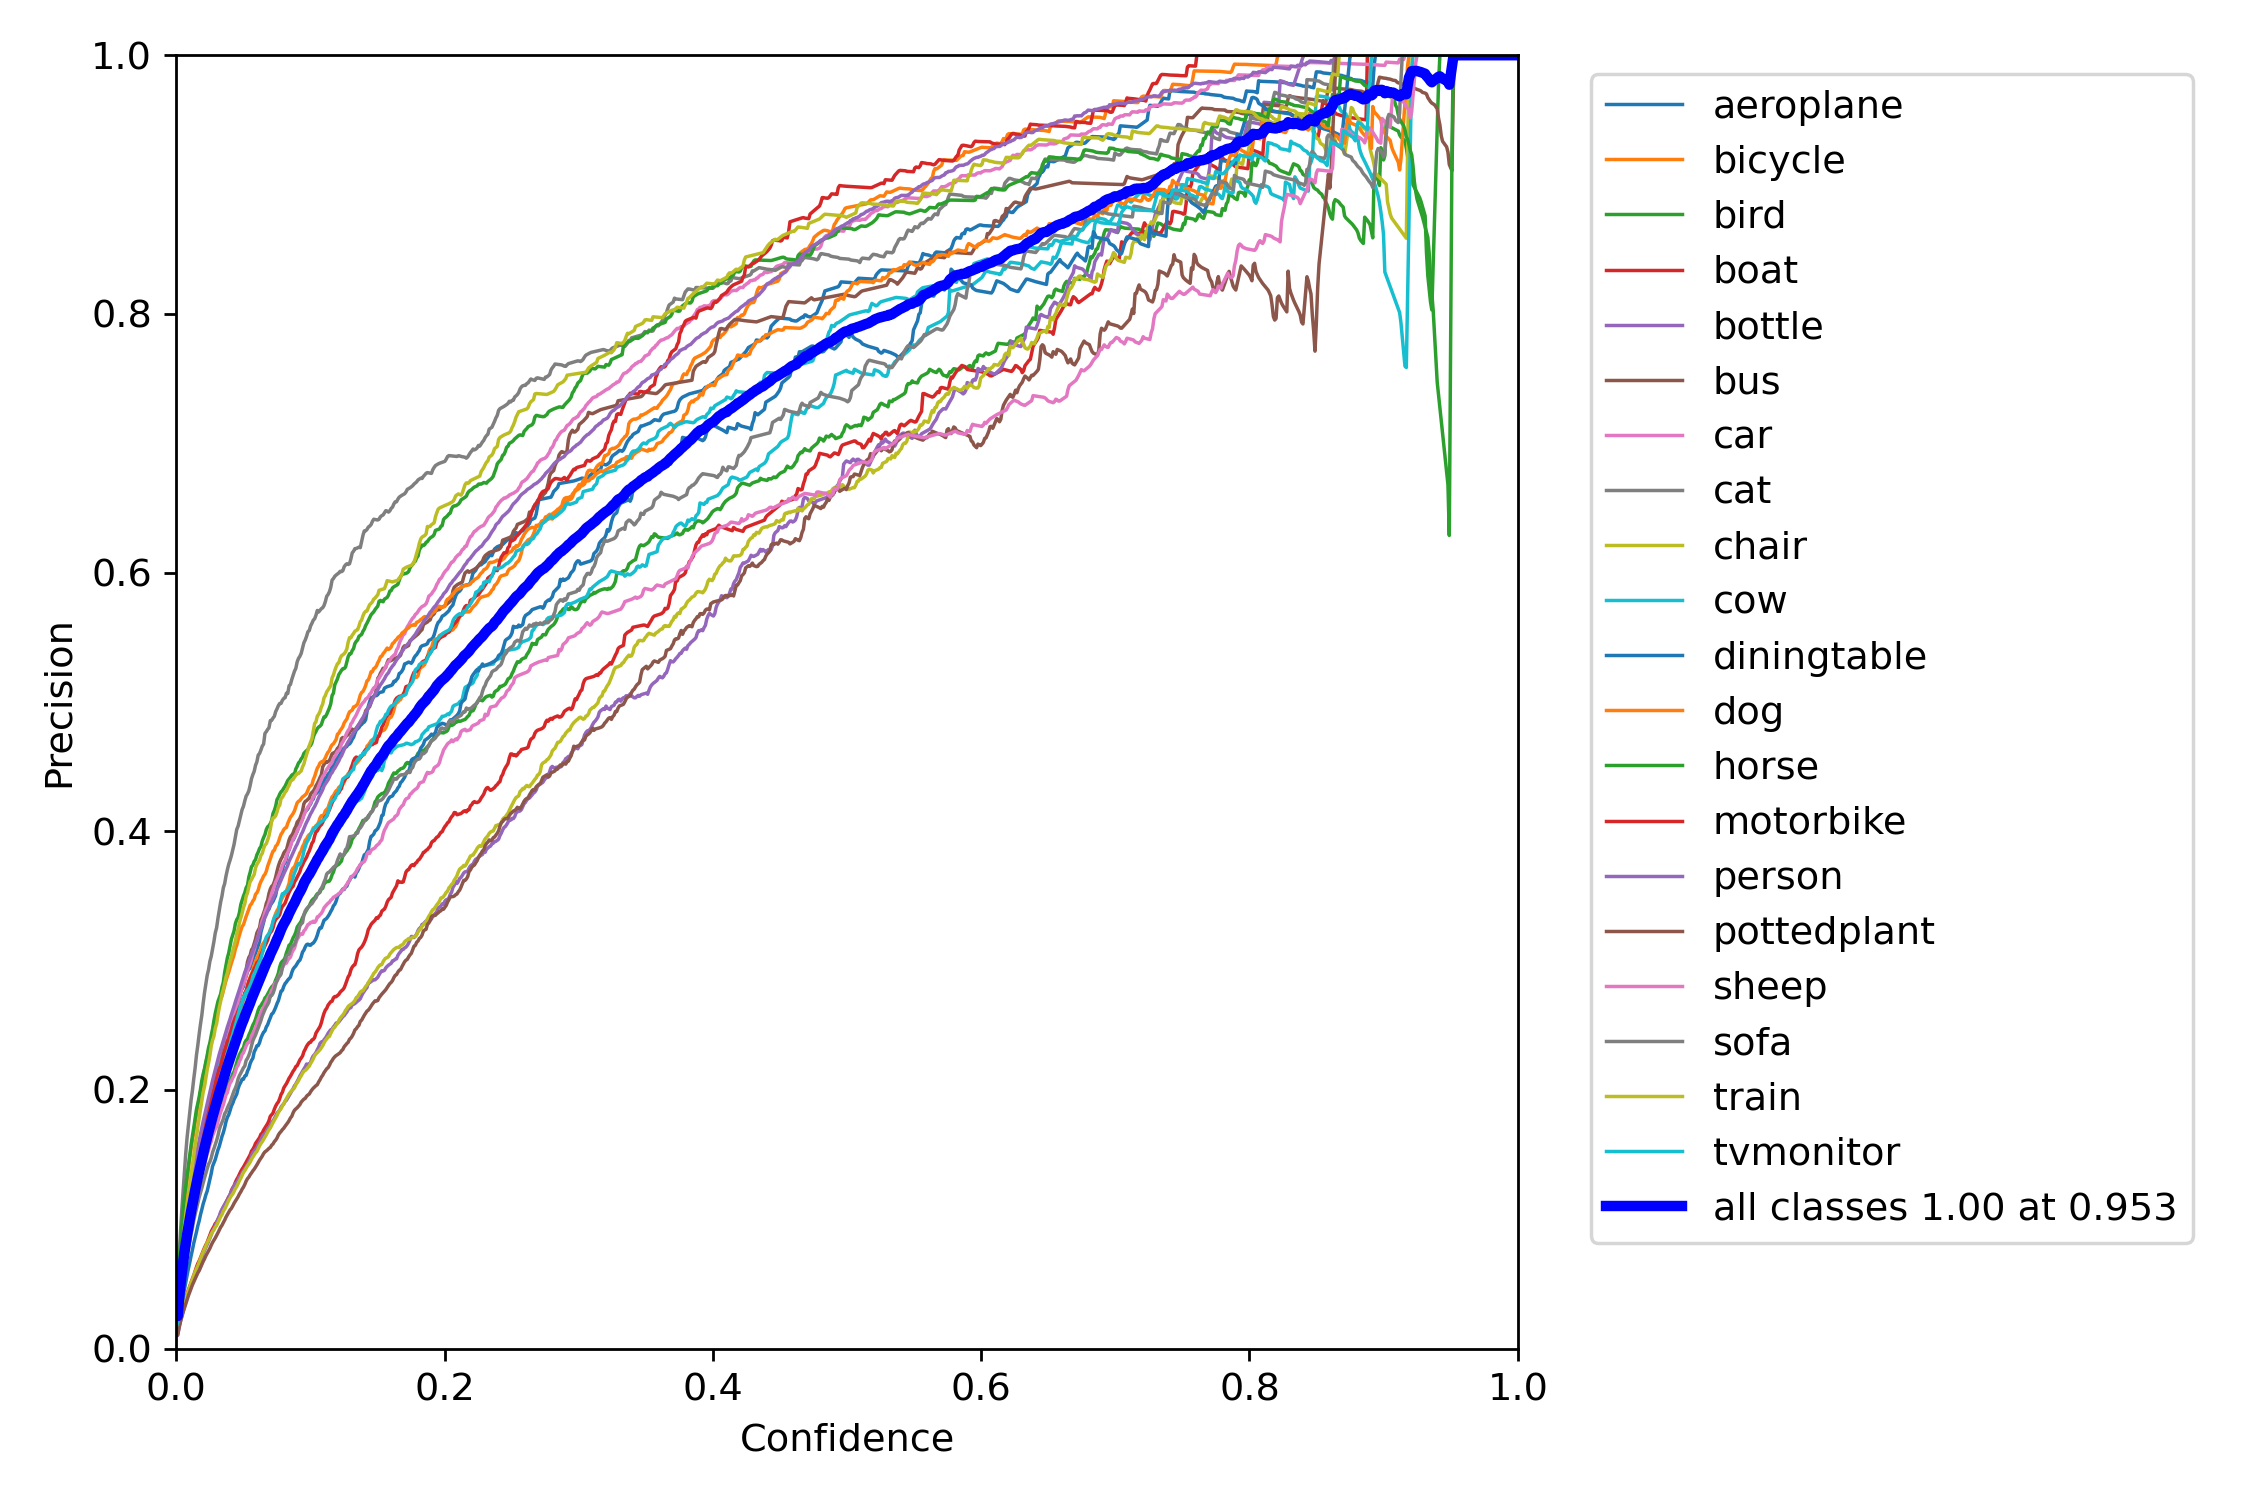 1.0
0.8
0.6
0.4
0.2
0.0
Precision
0.0 0.2 0.4 0.6 0.8 1.0
Confidence
aeroplane
bicycle
bird
boat
bottle
bus
car
cat
chair
cow
diningtable
dog
horse
motorbike
person
pottedplant
sheep
sofa
train
tvmonitor
all classes 1.00 at 0.953